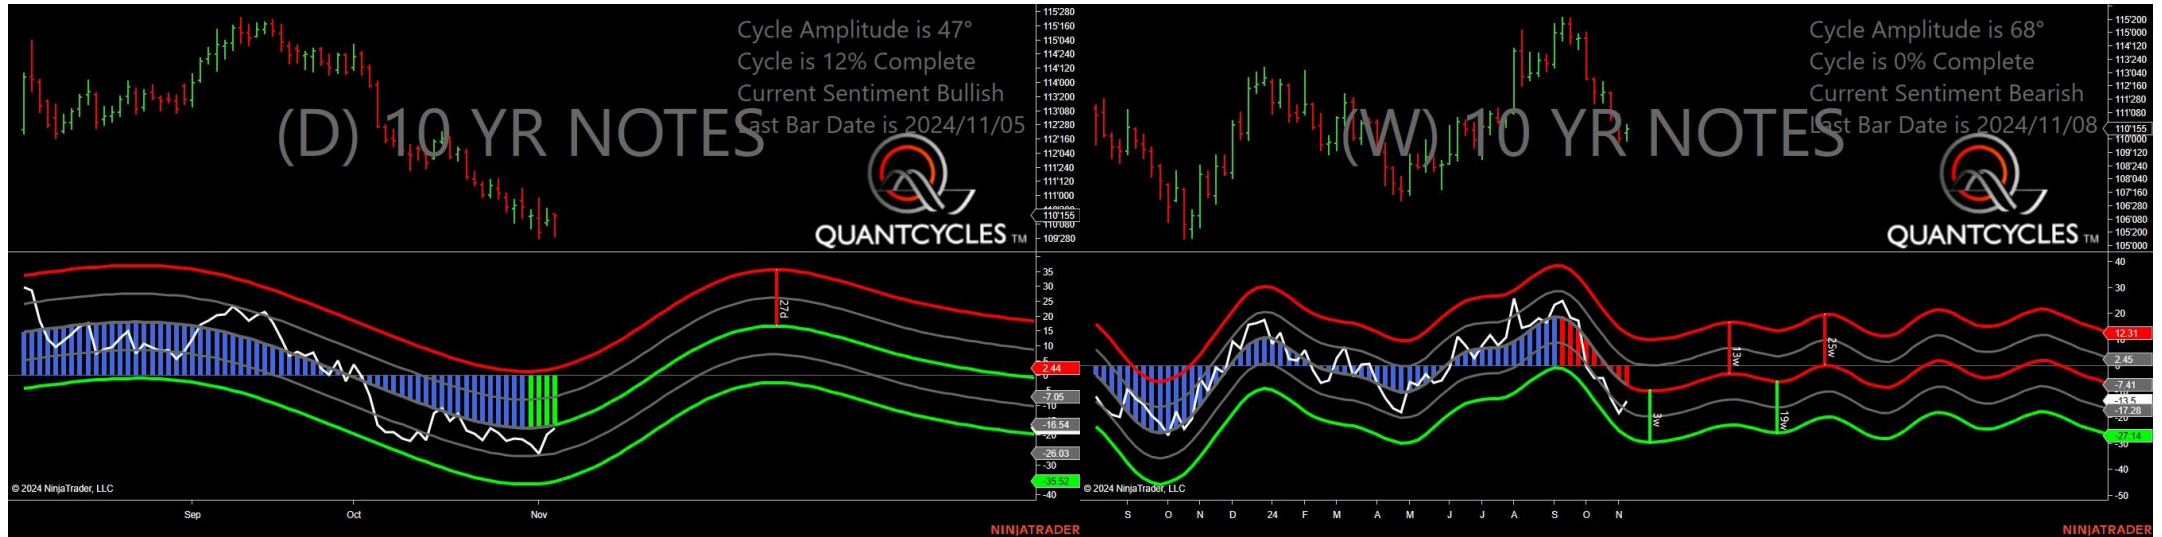 Cycle Amplitude is 47°
Cycle is 12% Complete
Current Sentiment Bullish
Last Bar Date is 2024/11/05
(D) 10 YR NOTES
QUANTCYCLES TM
115'280
115'160
115'040
114'240
114'120
114'000
113'200
113'080
112'280
112'160
112'040
111'240
111'120
111'000
110'155
110'080
109'280
27d
35
30
25
20
15
10
5
2.44
0
-7.05
-10
-16.54
-20
-26.03
-30
-35.52
-40
© 2024 NinjaTrader, LLC
Sep
Oct
Nov
NINJATRADER
Cycle Amplitude is 68°
Cycle is 0% Complete
Current Sentiment Bearish
Last Bar Date is 2024/11/08
(W) 10 YR NOTES
QUANTCYCLES TM
115'200
115'000
114'120
113'240
113'040
112'160
111'280
111'080
110'155
110'000
109'120
108'240
108'040
107'160
106'280
106'080
105'200
105'000
3w
13w
19w
25w
40
30
20
12.31
10
2.45
0
-7.41
-13.5
-17.28
-27.14
-30
-40
-50
© 2024 NinjaTrader, LLC
S
O
N
D
24
F
M
A
M
J
J
A
S
O
N
NINJATRADER